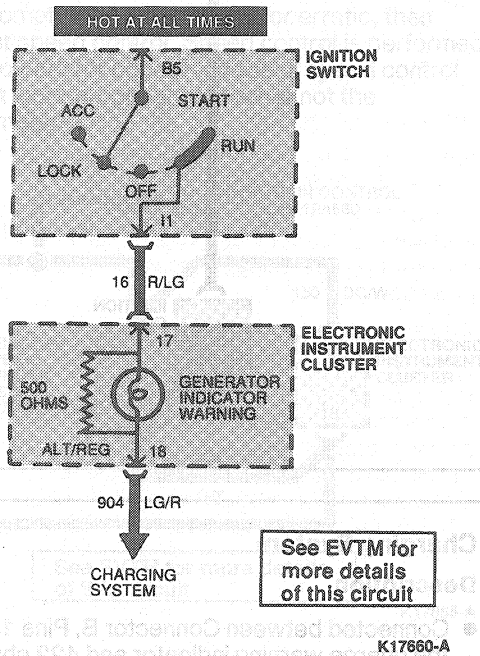 HOT AT ALL TIMES
IGNITION
SWITCH
B5
START
ACC
RUN
LOCK
OFF
I1
16 R/LG
ELECTRONIC
INSTRUMENT
CLUSTER
17
500
OHMS
GENERATOR
INDICATOR
WARNING
ALT/REG
18
904 LG/R
CHARGING
SYSTEM
See EVTM for
more details
of this circuit
K17660-A